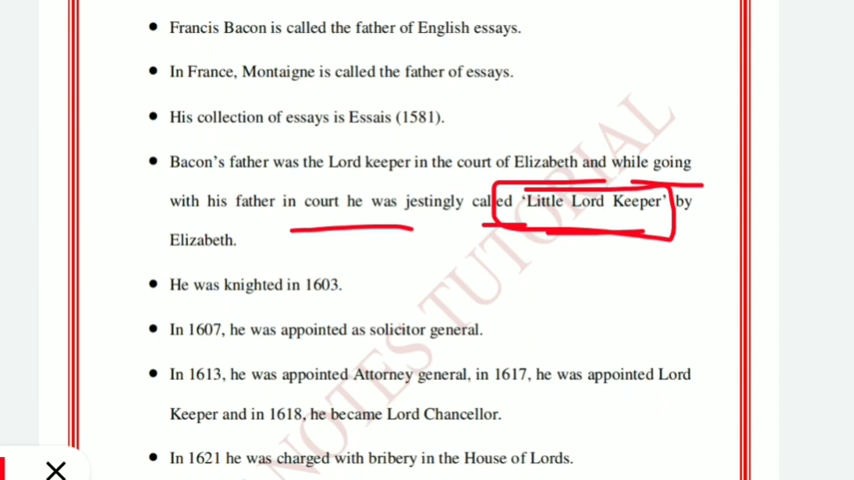 • Francis Bacon is called the father of English essays.
• In France, Montaigne is called the father of essays.
• His collection of essays is Essais (1581).
• Bacon's father was the Lord keeper in the court of Elizabeth and while going
with his father in court he was jestingly called 'Little Lord Keeper' by
Elizabeth.
• He was knighted in 1603.
• In 1607, he was appointed as solicitor general.
• In 1613, he was appointed Attorney general, in 1617, he was appointed Lord
Keeper and in 1618, he became Lord Chancellor.
• In 1621 he was charged with bribery in the House of Lords.
NOTES TUTORIAL